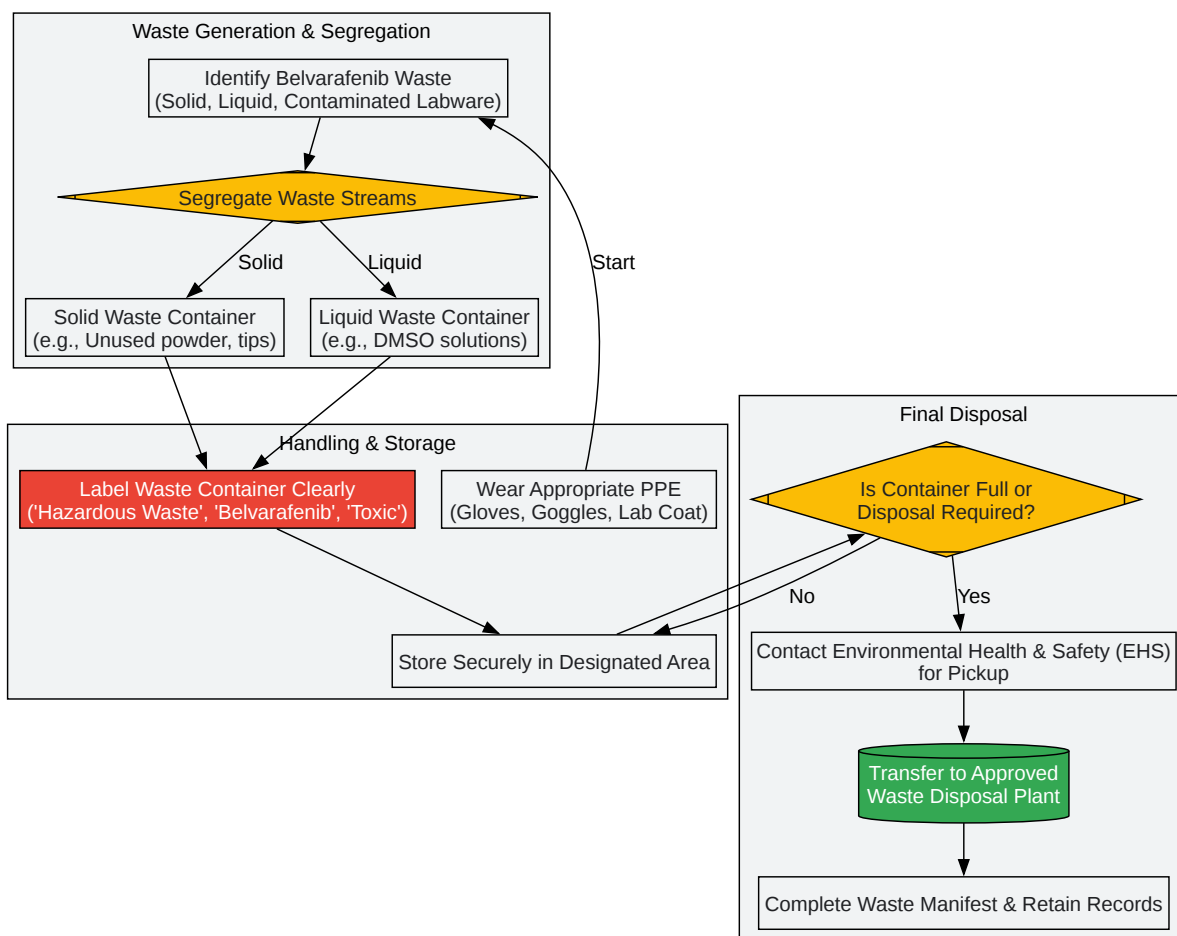 Waste Generation & Segregation
Identify Belvarafenib Waste
(Solid, Liquid, Contaminated Labware)
Segregate Waste Streams
Solid
Liquid
Start
Solid Waste Container
(e.g., Unused powder, tips)
Liquid Waste Container
(e.g., DMSO solutions)
Handling & Storage
Label Waste Container Clearly
('Hazardous Waste', 'Belvarafenib', 'Toxic')
Wear Appropriate PPE
(Gloves, Goggles, Lab Coat)
Store Securely in Designated Area
Final Disposal
Is Container Full or
Disposal Required?
No
Yes
Contact Environmental Health & Safety (EHS)
for Pickup
Transfer to Approved
Waste Disposal Plant
Complete Waste Manifest & Retain Records